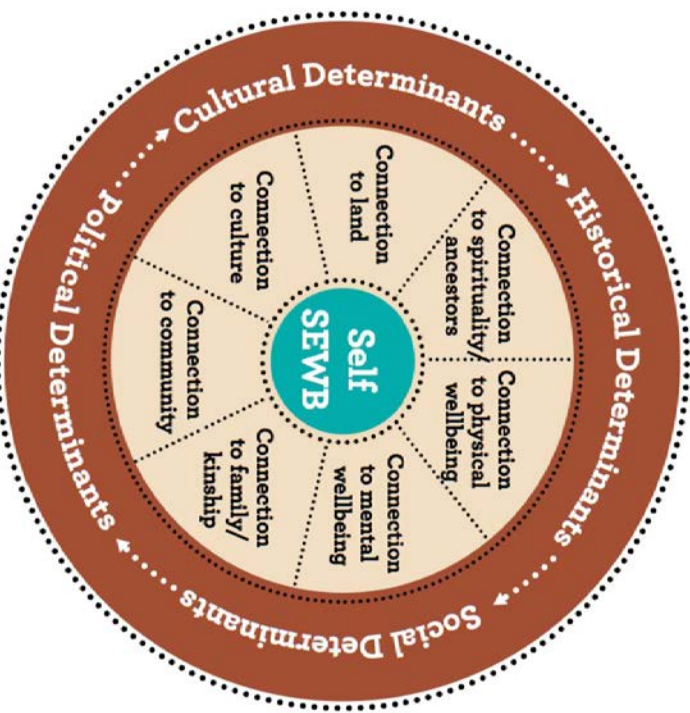 Historical Determinants
Social Determinants
Political Determinants
Cultural Determinants
Connection
to spirituality/
ancestors
Connection
to physical
wellbeing
Connection
to mental
wellbeing
Connection
to family/
kinship
Connection
to community
Connection
to culture
Connection
to land
Self
SEWB